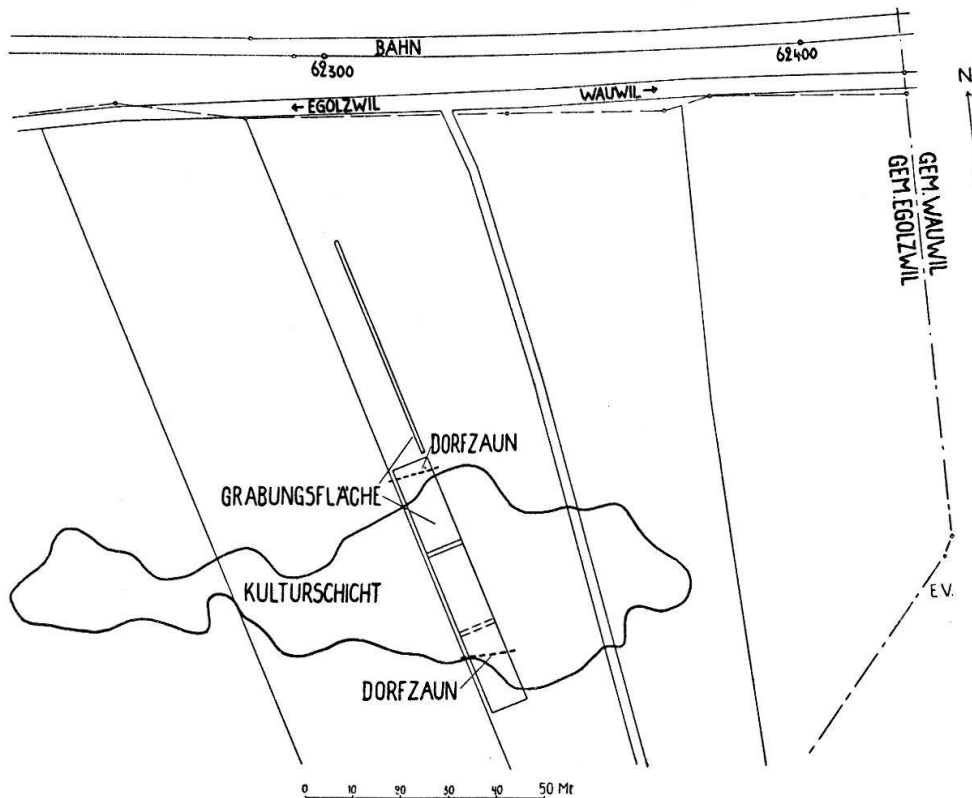 BAHN
62300
62400
← EGOLZWIL
WAUWIL →
N
GEM. WAUWIL
GEM. EGOLZWIL
DORFZAUN
GRABUNGSFLÄCHE
KULTURSCHICHT
E.V.
DORFZAUN
0 10 20 30 40 50 Mt